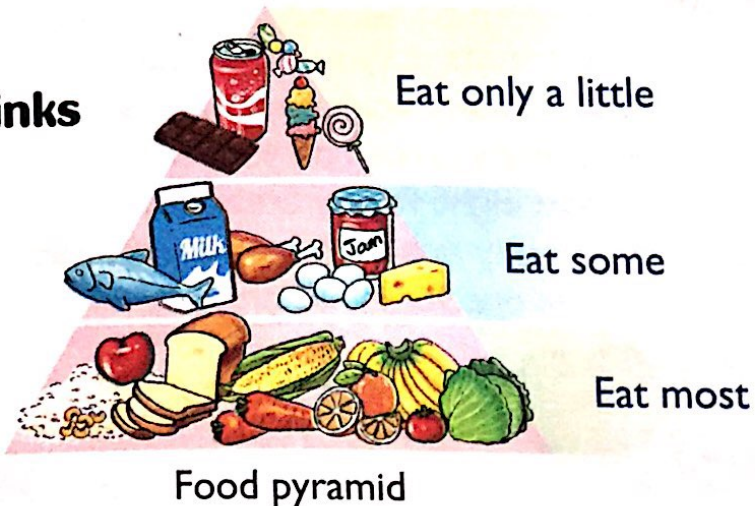 inks
Eat only a little
Milk
Jam
Eat some
Eat most
Food pyramid